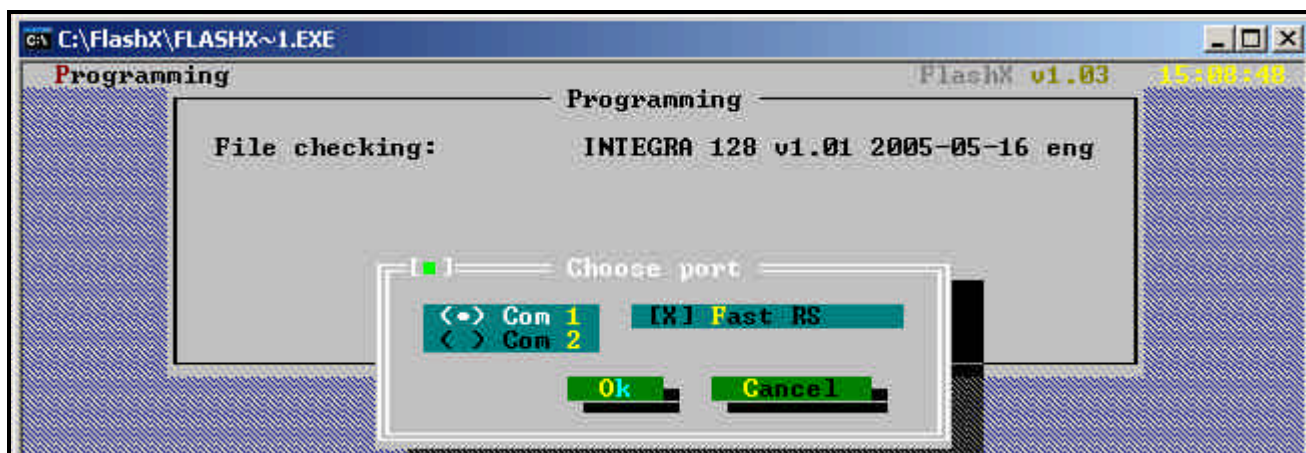 C:\FlashX\FLASHX~1.EXE
Programming FlashX v1.03 15:08:48
Programming
File checking: INTEGRA 128 v1.01 2005-05-16 eng
[■] Choose port
(•) Com 1 [X] Fast RS
( ) Com 2
Ok Cancel